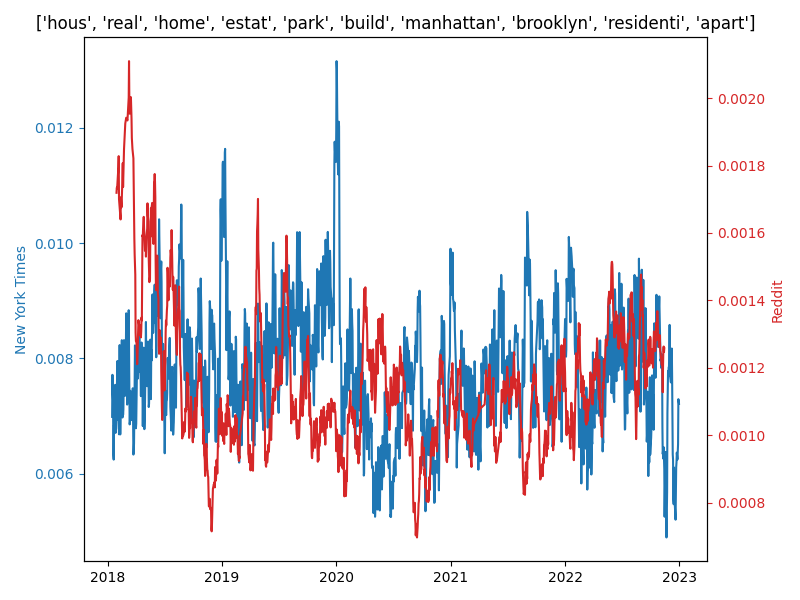 ['hous', 'real', 'home', 'estat', 'park', 'build', 'manhattan', 'brooklyn', 'residenti', 'apart']
New York Times
0.012
0.010
0.008
0.006
0.0020
0.0018
0.0016
0.0014
0.0012
0.0010
0.0008
Reddit
2018 2019 2020 2021 2022 2023